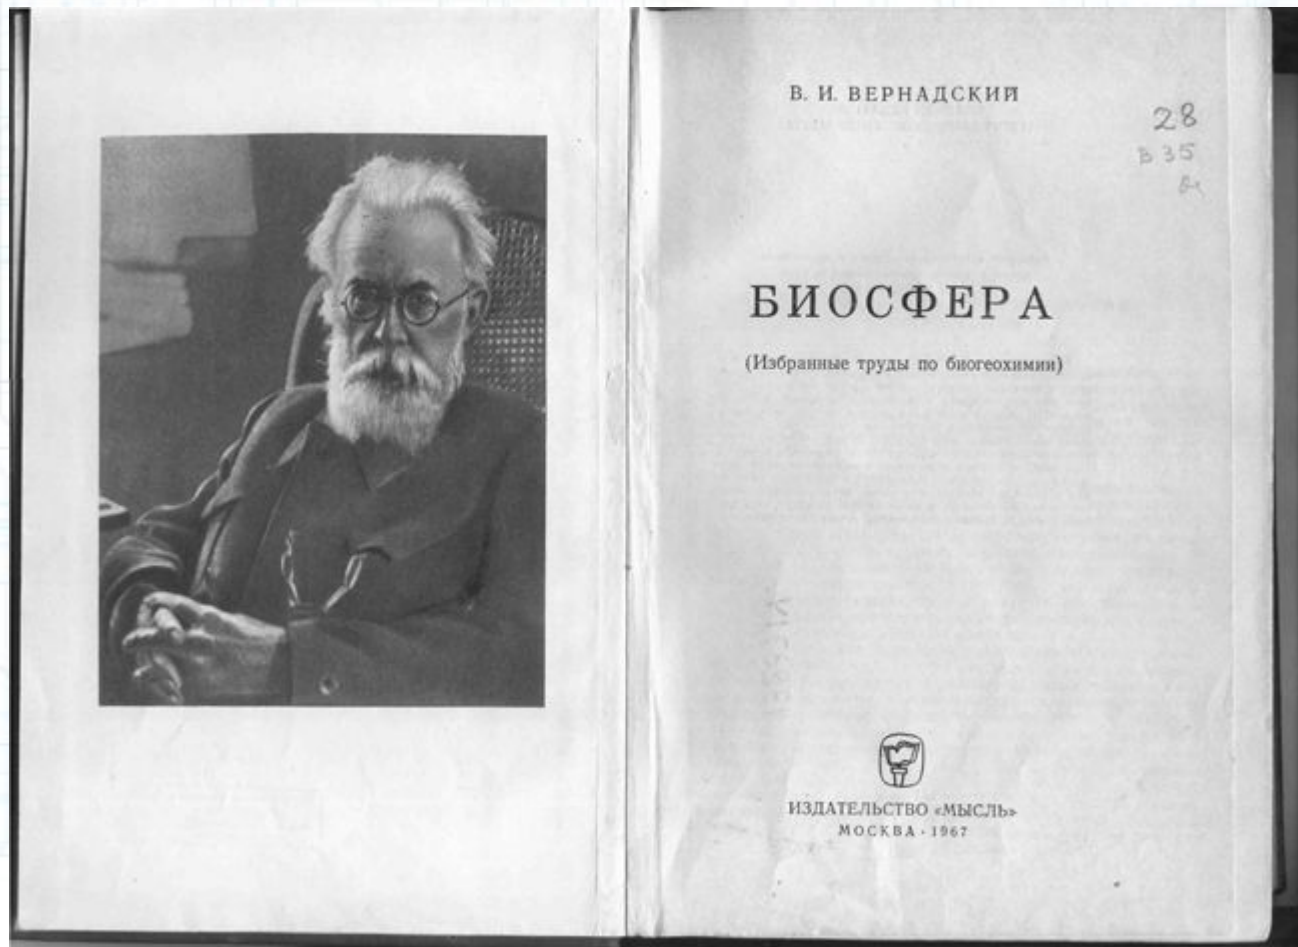 В. И. ВЕРНАДСКИЙ
28
В 35
БИОСФЕРА
(Избранные труды по биогеохимии)
ИЗДАТЕЛЬСТВО «МЫСЛЬ»
МОСКВА · 1967